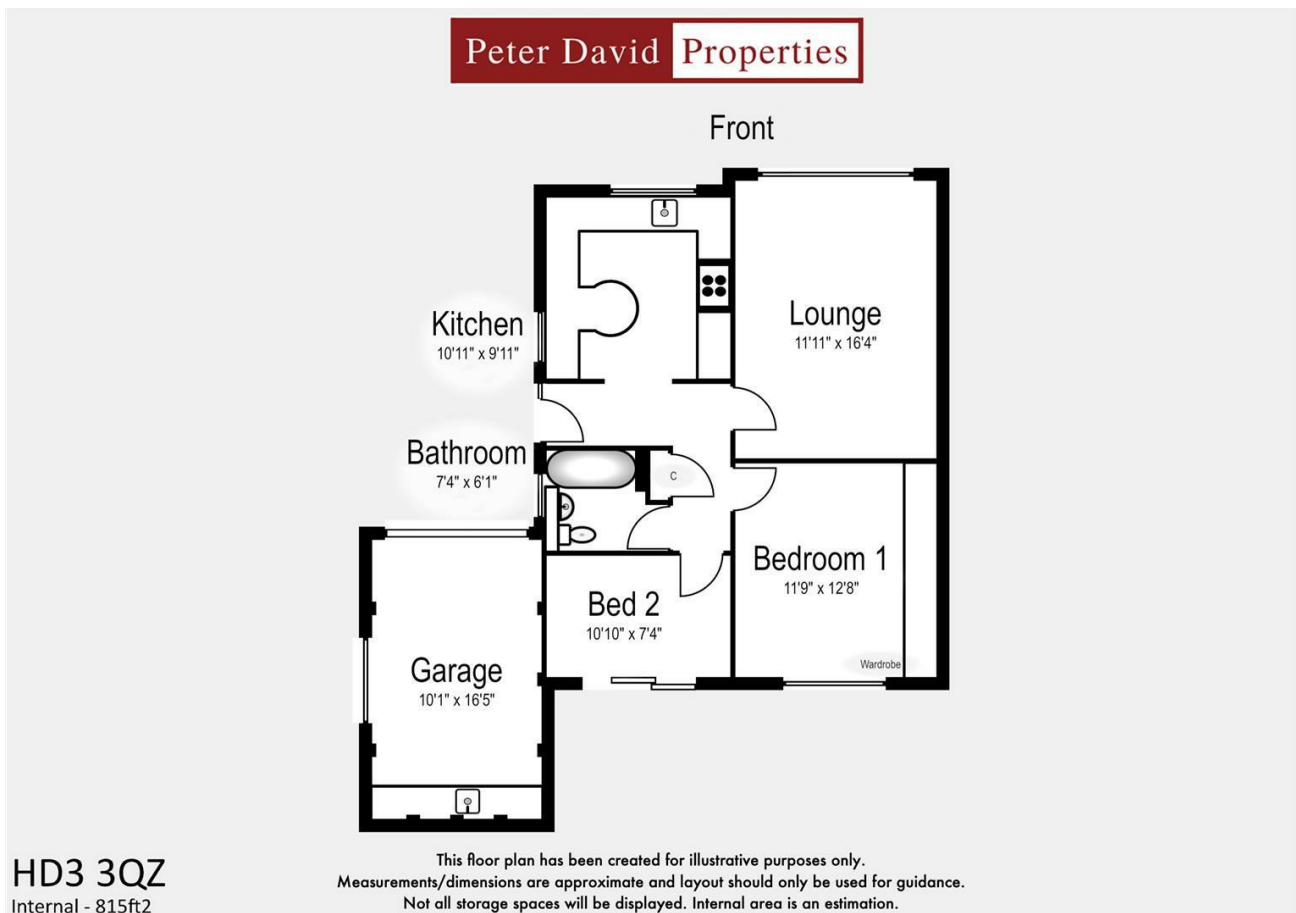 Peter David Properties
Front
Kitchen
10'11" x 9'11"
Lounge
11'11" x 16'4"
Bathroom
7'4" x 6'1"
C
Bedroom 1
11'9" x 12'8"
Bed 2
10'10" x 7'4"
Wardrobe
Garage
10'1" x 16'5"
HD3 3QZ
Internal - 815ft2
This floor plan has been created for illustrative purposes only.
Measurements/dimensions are approximate and layout should only be used for guidance.
Not all storage spaces will be displayed. Internal area is an estimation.